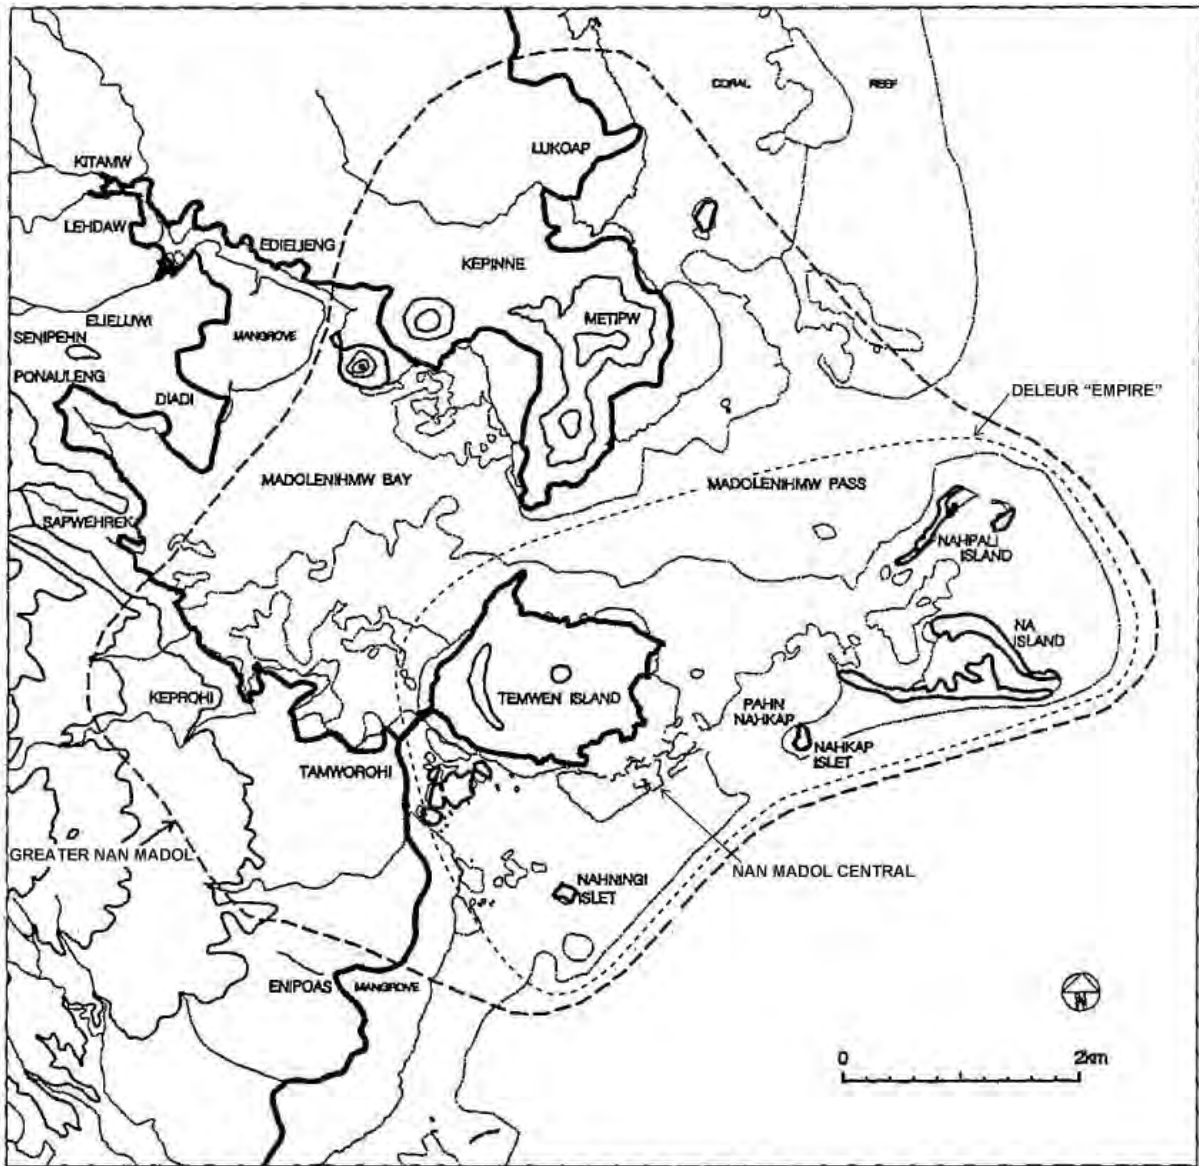 CORAL
REEF
LUKOAP
KITAMW
LEHDAW
EDIELIENG
KEPINNE
METIPW
ELIELUWI
MANGROVE
SENIPEHN
PONAULENG
DIADI
DELEUR "EMPIRE"
MADOLENIHMW BAY
MADOLENIHMW PASS
SAPWEHREK
NAHPALI
ISLAND
NA
ISLAND
KEPROHI
TEMWEN ISLAND
PAHN
NAHKAP
NAHKAP
ISLET
TAMWOROHI
GREATER NAN MADOL
NAN MADOL CENTRAL
NAHNINGI
ISLET
ENIPOAS
MANGROVE
N
0
2km